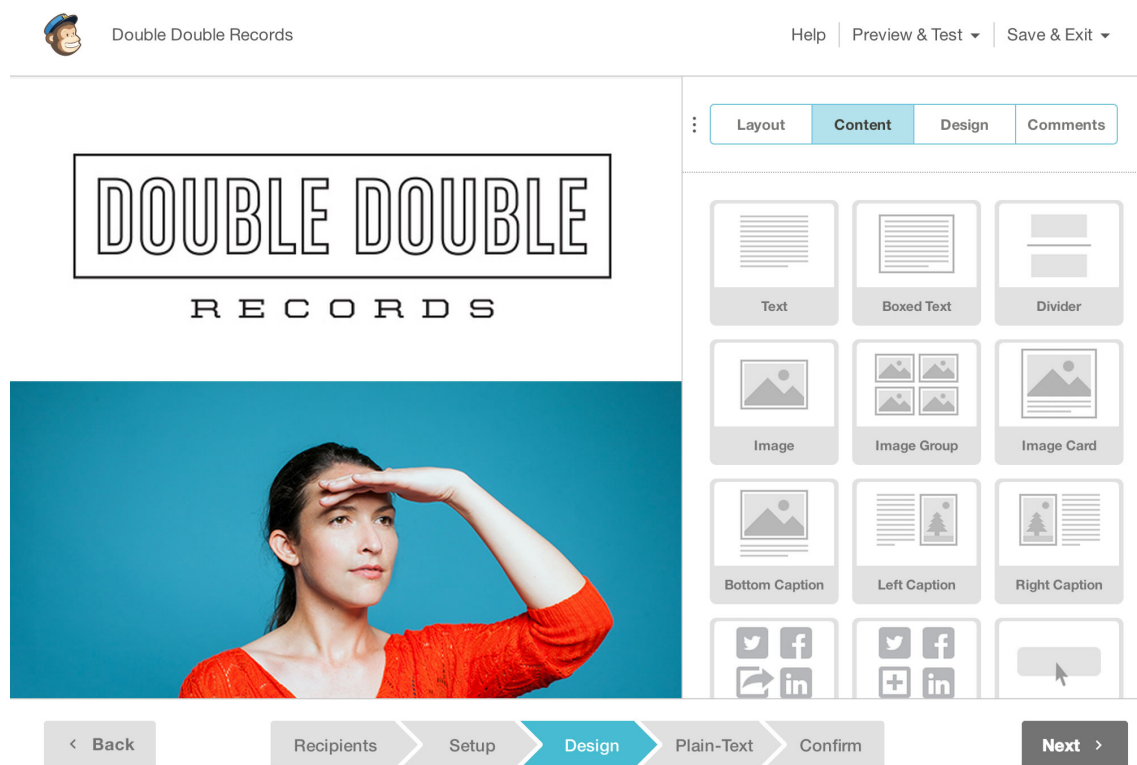 Double Double Records
Help
Preview & Test
Save & Exit
DOUBLE DOUBLE
RECORDS
Layout
Content
Design
Comments
Text
Boxed Text
Divider
Image
Image Group
Image Card
Bottom Caption
Left Caption
Right Caption
Back
Recipients
Setup
Design
Plain-Text
Confirm
Next